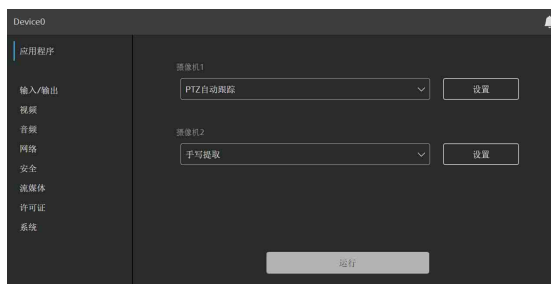 Device0
应用程序
输入/输出
视频
音频
网络
安全
流媒体
许可证
系统
摄像机1
PTZ自动跟踪
设置
摄像机2
手写提取
设置
运行